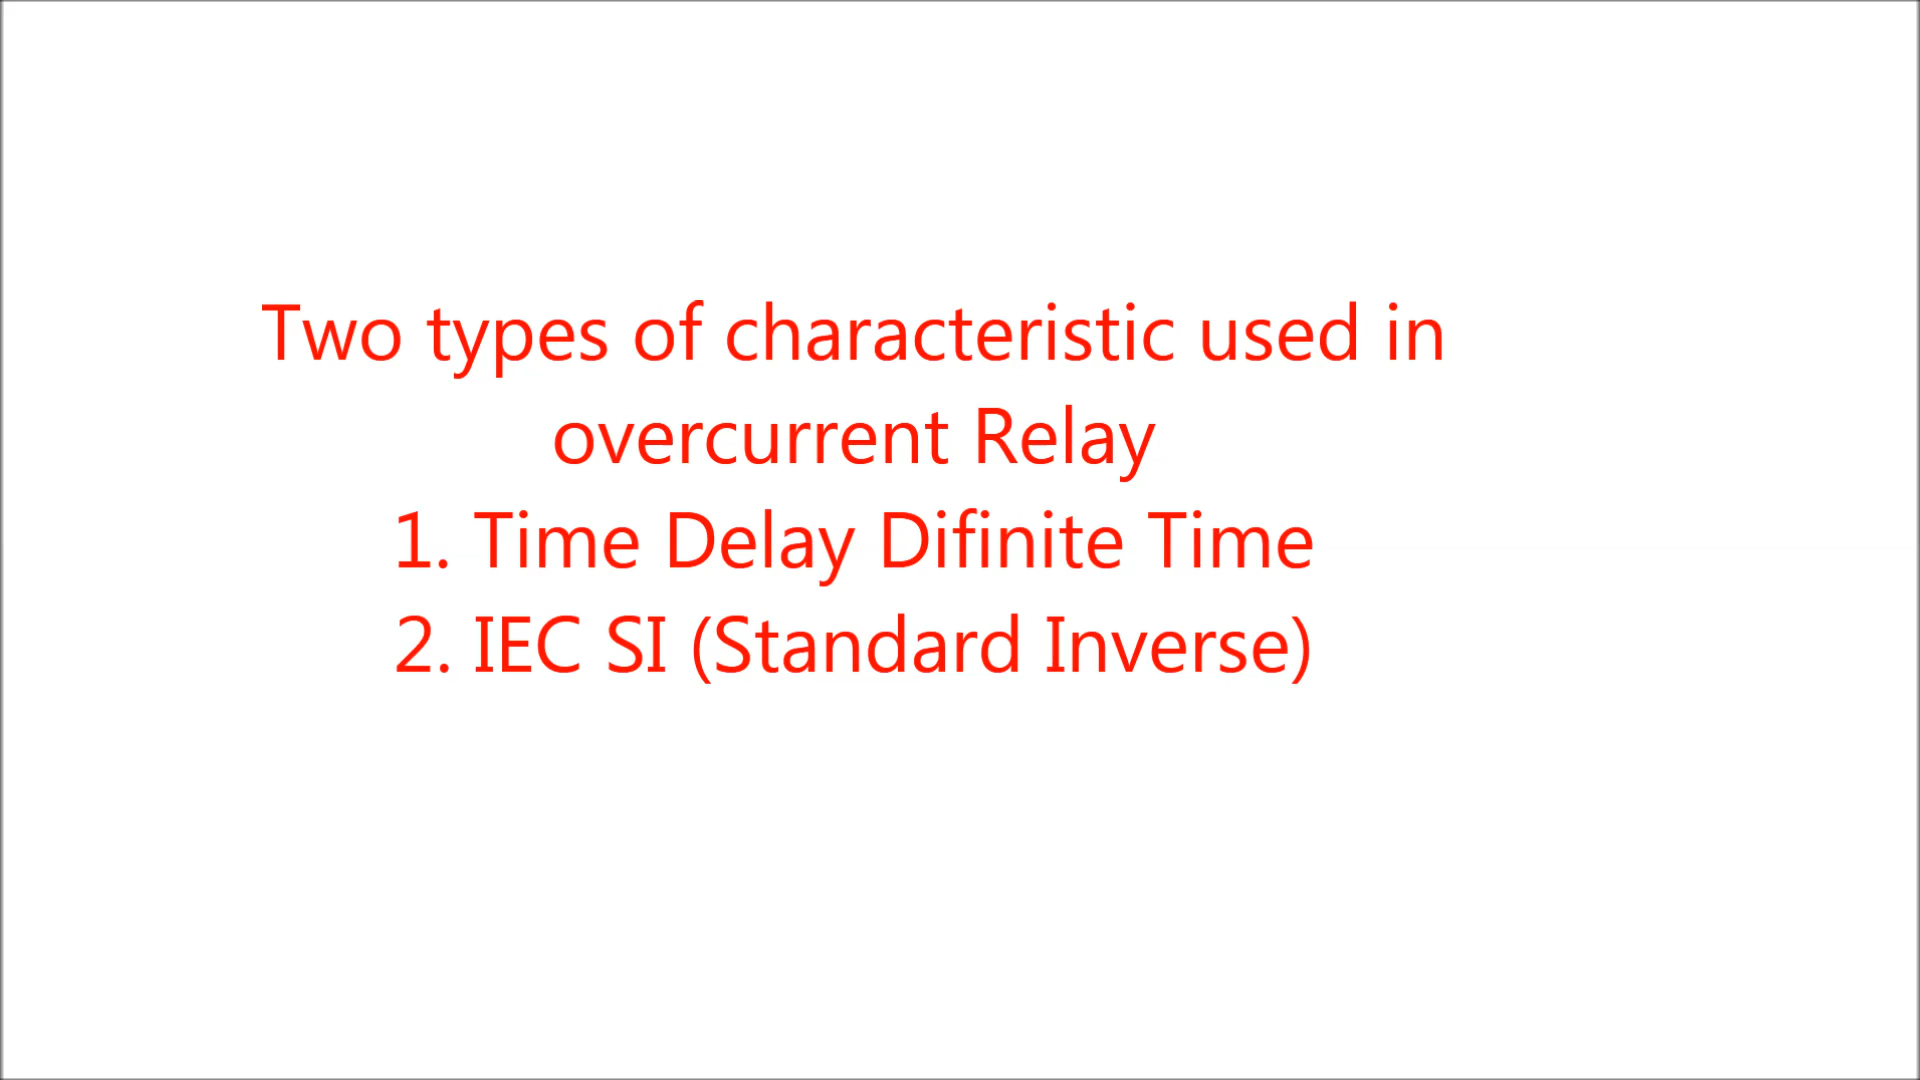 Two types of characteristic used in
overcurrent Relay
1. Time Delay Difinite Time
2. IEC SI (Standard Inverse)